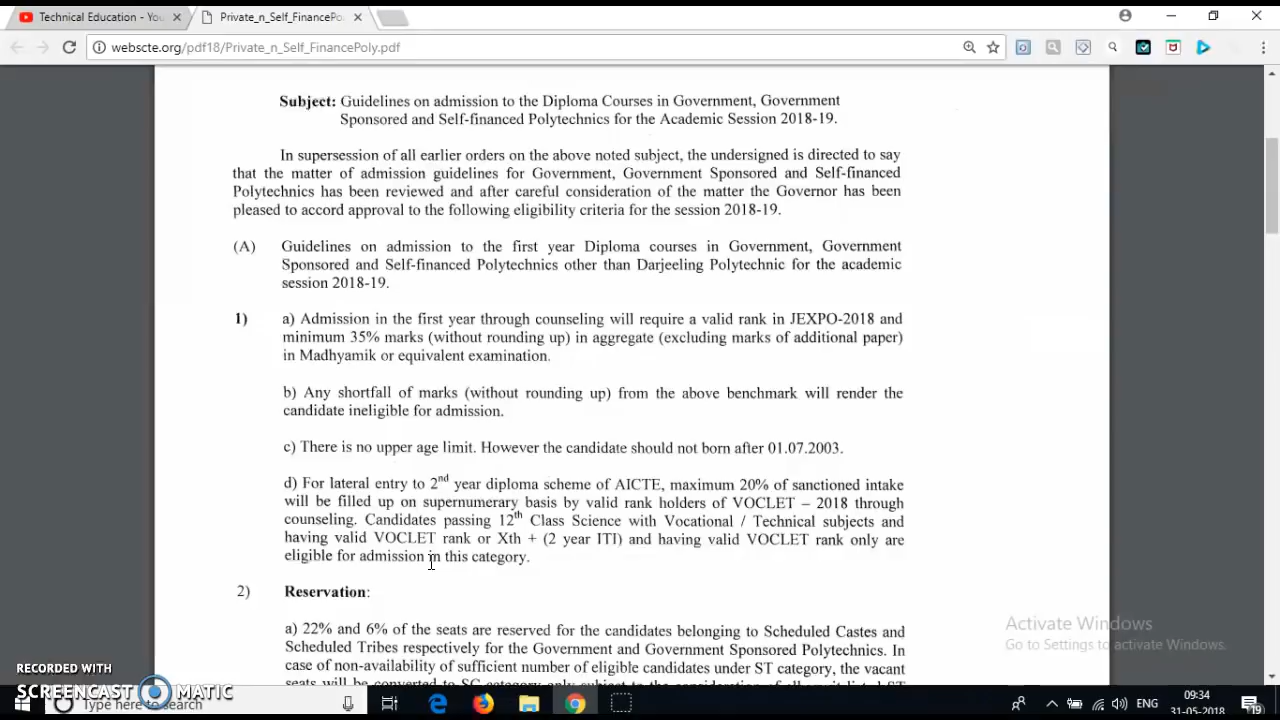 Technical Education - You
Private_n_Self_FinancePo
webscte.org/pdf18/Private_n_Self_FinancePoly.pdf
Subject: Guidelines on admission to the Diploma Courses in Government, Government
Sponsored and Self-financed Polytechnics for the Academic Session 2018-19.
In supersession of all earlier orders on the above noted subject, the undersigned is directed to say
that the matter of admission guidelines for Government, Government Sponsored and Self-financed
Polytechnics has been reviewed and after careful consideration of the matter the Governor has been
pleased to accord approval to the following eligibility criteria for the session 2018-19.
(A) Guidelines on admission to the first year Diploma courses in Government, Government
Sponsored and Self-financed Polytechnics other than Darjeeling Polytechnic for the academic
session 2018-19.
1) a) Admission in the first year through counseling will require a valid rank in JEXPO-2018 and
minimum 35% marks (without rounding up) in aggregate (excluding marks of additional paper)
in Madhyamik or equivalent examination.
b) Any shortfall of marks (without rounding up) from the above benchmark will render the
candidate ineligible for admission.
c) There is no upper age limit. However the candidate should not born after 01.07.2003.
d) For lateral entry to 2nd year diploma scheme of AICTE, maximum 20% of sanctioned intake
will be filled up on supernumerary basis by valid rank holders of VOCLET – 2018 through
counseling. Candidates passing 12th Class Science with Vocational / Technical subjects and
having valid VOCLET rank or Xth + (2 year ITI) and having valid VOCLET rank only are
eligible for admission in this category.
2) Reservation:
a) 22% and 6% of the seats are reserved for the candidates belonging to Scheduled Castes and
Scheduled Tribes respectively for the Government and Government Sponsored Polytechnics. In
case of non-availability of sufficient number of eligible candidates under ST category, the vacant
seats will be converted to SC category only subject to the consideration of all
Activate Windows
Go to Settings to activate Windows.
RECORDED WITH
SCREENCAST MATIC
Type here to search
ENG
09:34
31-05-2018
19